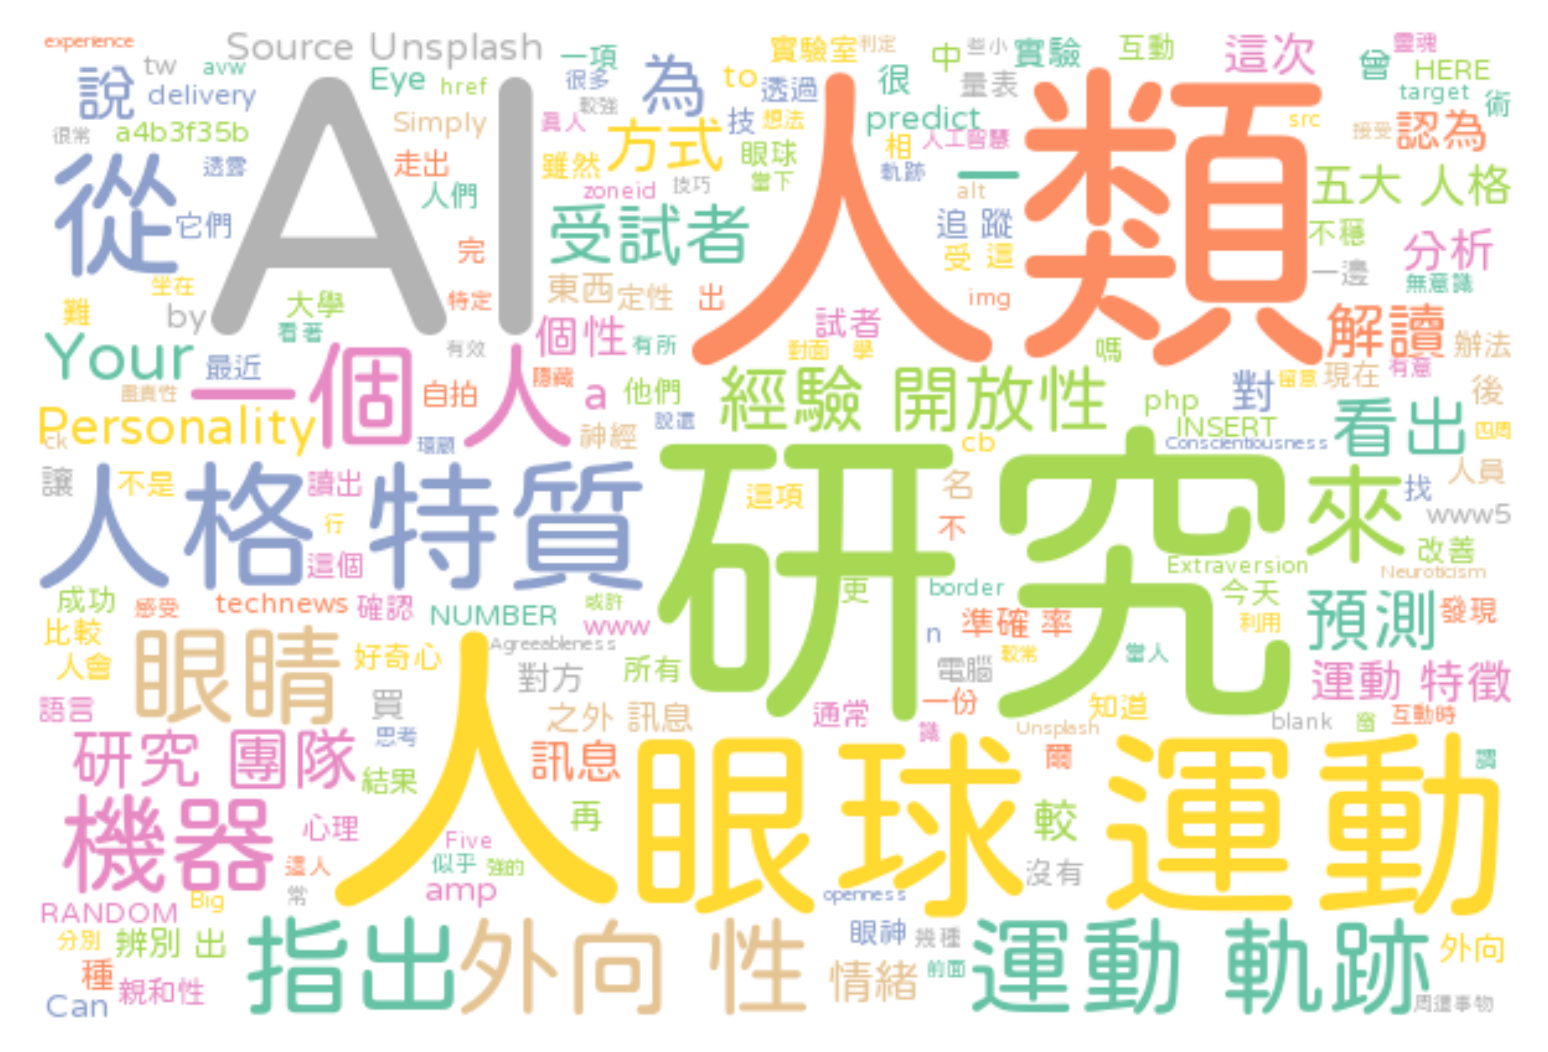 experience
Source Unsplash
一項
實驗室
判定
中
些小
實驗
互動
這次
靈魂
曾
HERE
說
tw
avw
delivery
Eye
href
很多
較強
為
to
透過
很
量表
target
術
很常
a4b3f35b
Simply
真人
方式
技
想法
predict
人工智慧
src
接受
認為
從
透露
AI
走出
雖然
眼球
相
軌跡
一
人類
五大 人格
它們
人們
zoneid
技巧
當下
alt
受試者
追 蹤
不穩
分析
完
受 這
一邊
無意識
坐在
難
by
大學
特定
東西
定性
出
img
看著
個性
有所
試者
解讀
辦法
Your
最近
有效
對面
學
嗎
有意
一個人
隱藏
自拍
a
他們
經驗 開放性
php
對
留意
現在
後
Personality
ck
環顧
神經
說還
cb
INSERT
Conscientiousness
看出
四周
讓
不是
讀出
人格 特質
行
這個
研究
這項
名
不
來
找
人員
www5
改善
Extraversion
Neuroticism
成功
感受
technews
確認
NUMBER
或許
www
更
border
今天
預測
發現
比較
人會
眼睛
好奇心
Agreeableness
對方
所有
n
準確 率
較常
電腦
當人
利用
運動 特徵
語言
買
思考
之外
訊息
通常
一份
識
知道
Unsplash
blank
窗
互動時
研究 團隊
結果
人
訊息
眼球 運動
爾
謂
機器
心理
再
較
Five
似乎
強的
這人
常
amp
沒有
openness
RANDOM
Big
分別
辨別 出
指出
外向 性
眼神
幾種
情緒
前面
運動 軌跡
外向
種
親和性
Can
周遭事物